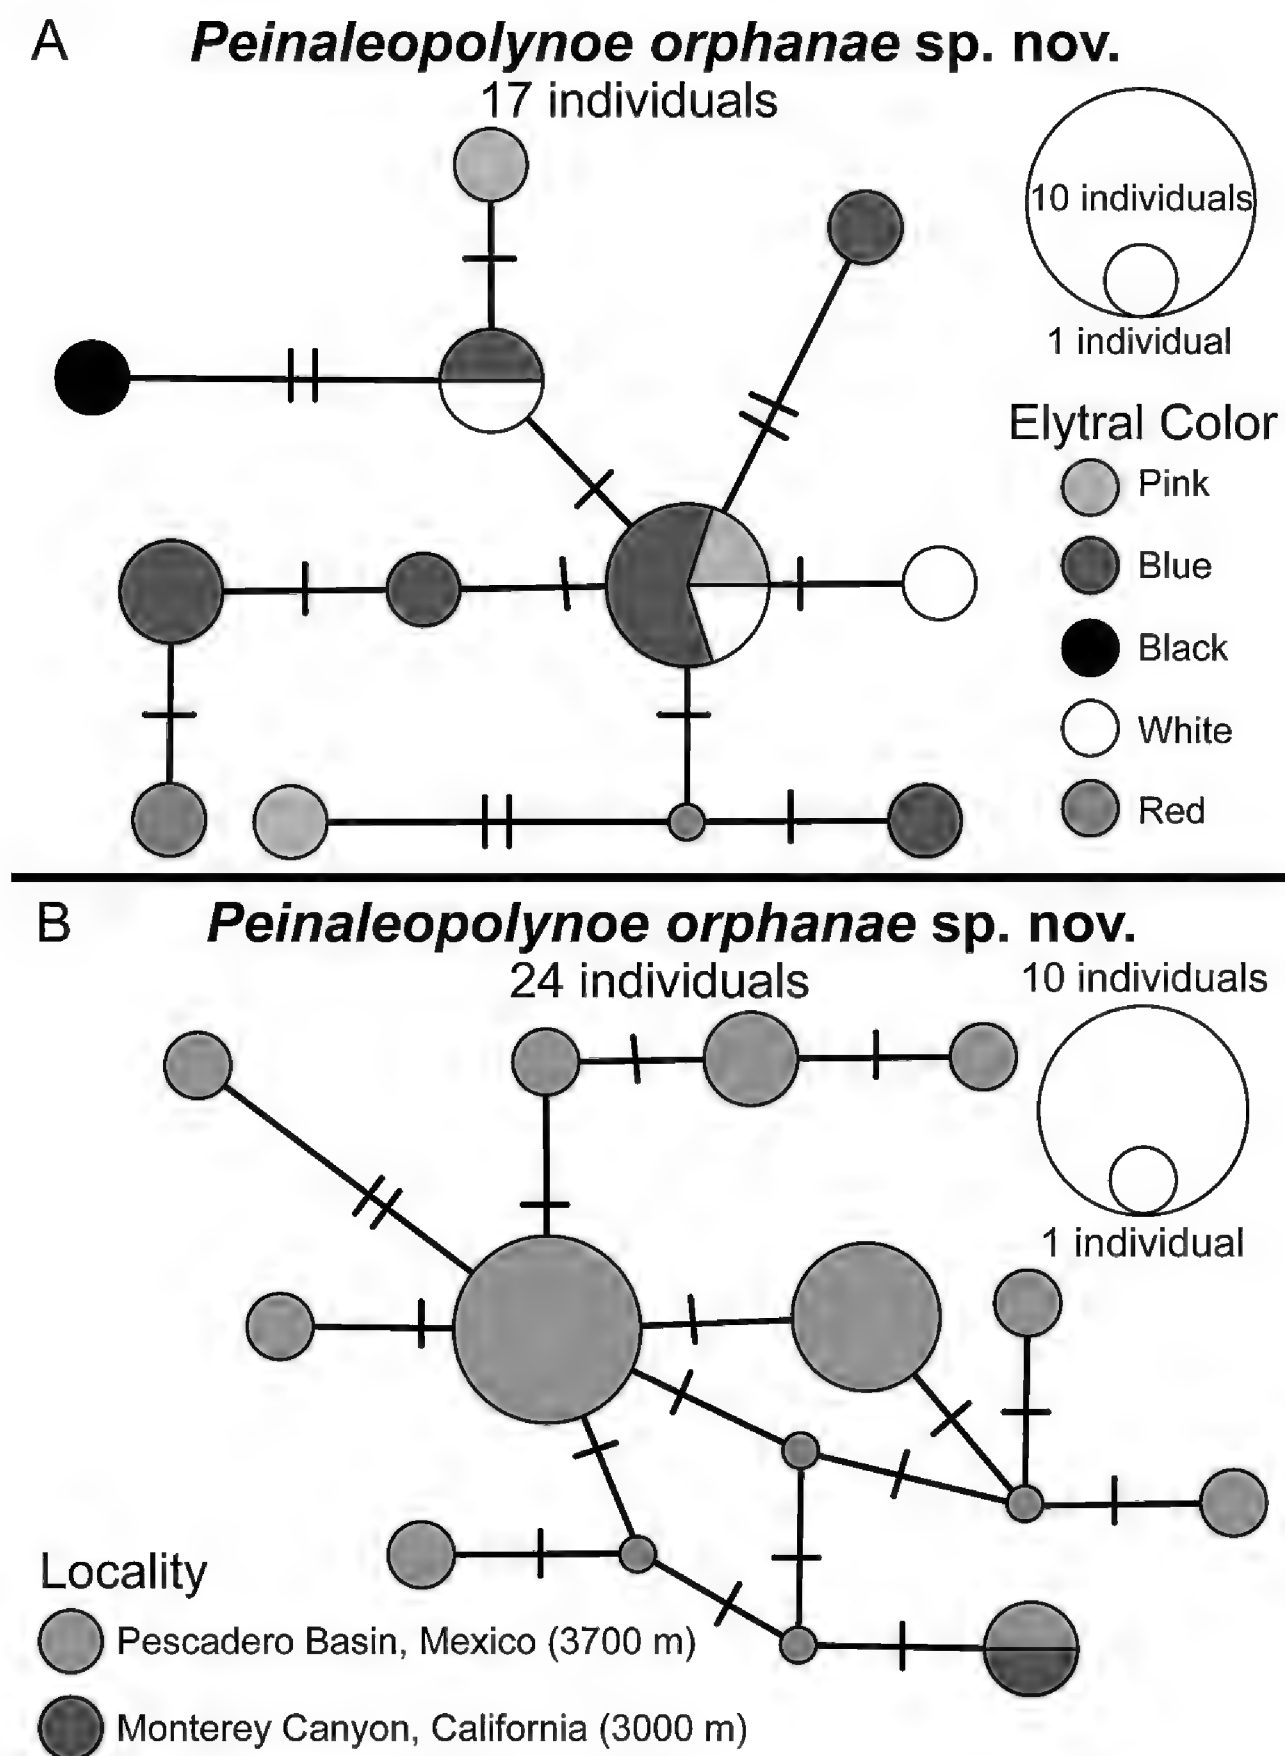 A
Peinaleopolynoe orphanae sp. nov.
17 individuals
10 individuals
1 individual
Elytral Color
Pink
Blue
Black
White
Red
B
Peinaleopolynoe orphanae sp. nov.
24 individuals
10 individuals
1 individual
Locality
Pescadero Basin, Mexico (3700 m)
Monterey Canyon, California (3000 m)